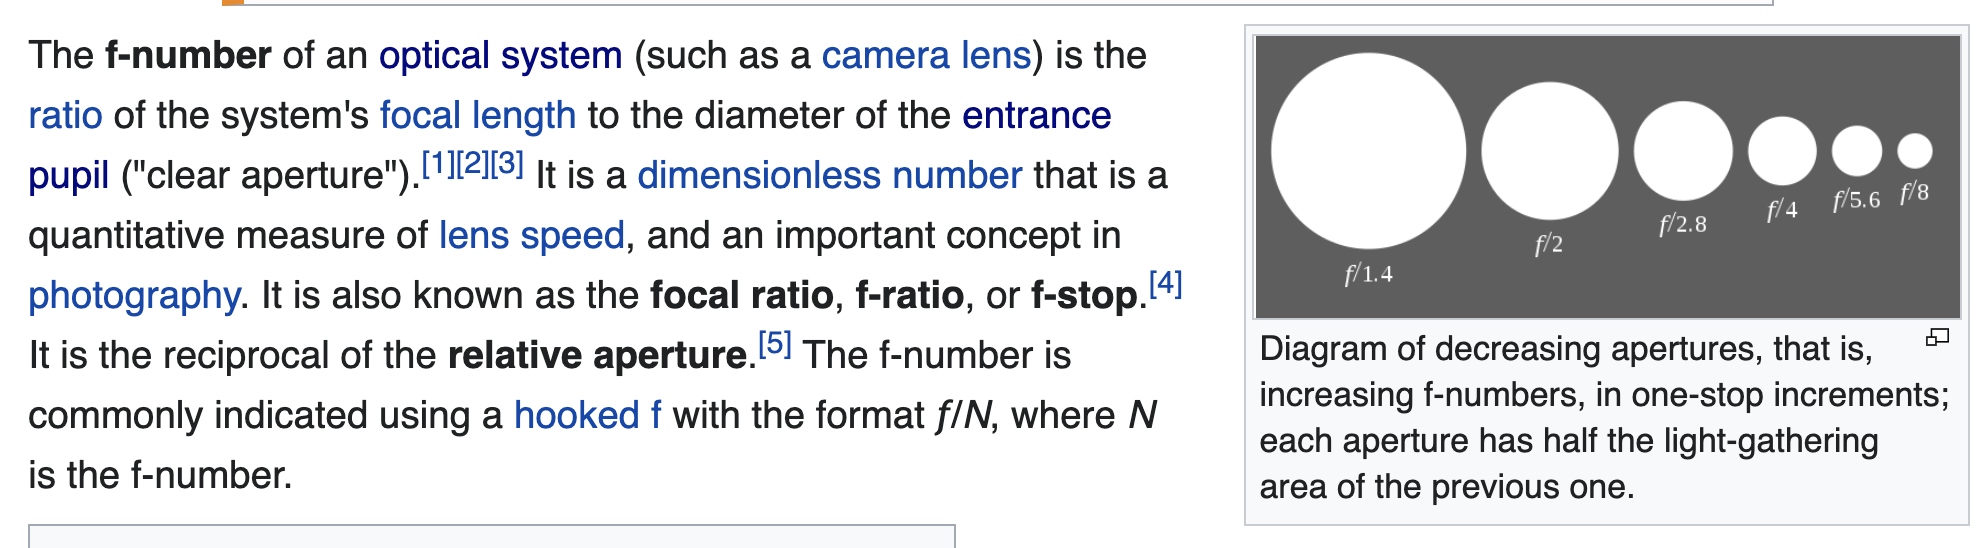 The f-number of an optical system (such as a camera lens) is the
ratio of the system's focal length to the diameter of the entrance
pupil ("clear aperture").[1][2][3] It is a dimensionless number that is a
quantitative measure of lens speed, and an important concept in
photography. It is also known as the focal ratio, f-ratio, or f-stop.[4]
It is the reciprocal of the relative aperture.[5] The f-number is
commonly indicated using a hooked f with the format f/N, where N
is the f-number.
f/1.4
f/2
f/2.8
f/4
f/5.6
f/8
Diagram of decreasing apertures, that is,
increasing f-numbers, in one-stop increments;
each aperture has half the light-gathering
area of the previous one.